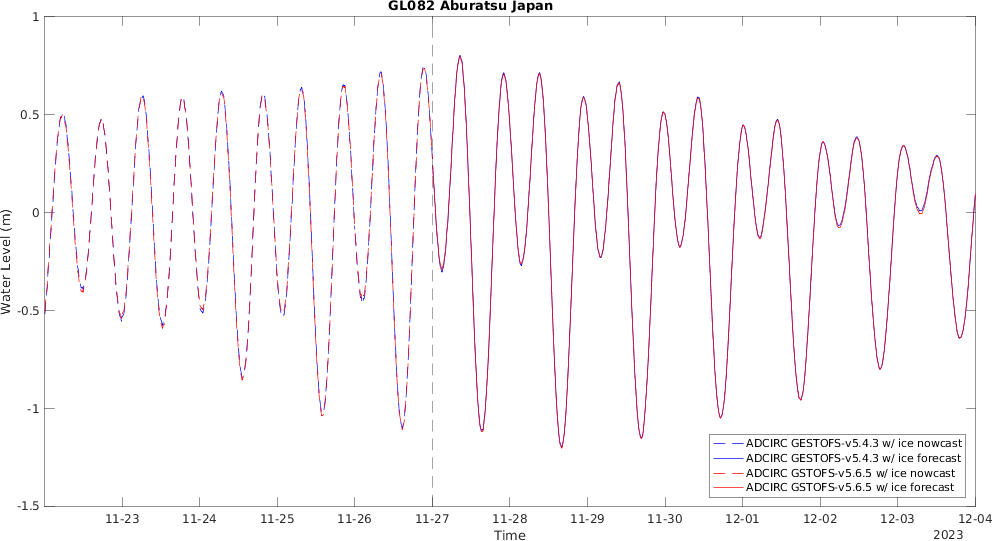 GL082 Aburatsu Japan
1
0.5
0
-0.5
-1
-1.5
Water Level (m)
11-23
11-24
11-25
11-26
11-27
11-28
11-29
11-30
12-01
12-02
12-03
12-04
Time
2023
ADCIRC GESTOFS-v5.4.3 w/ ice nowcast
ADCIRC GESTOFS-v5.4.3 w/ ice forecast
ADCIRC GSTOFS-v5.6.5 w/ ice nowcast
ADCIRC GSTOFS-v5.6.5 w/ ice forecast